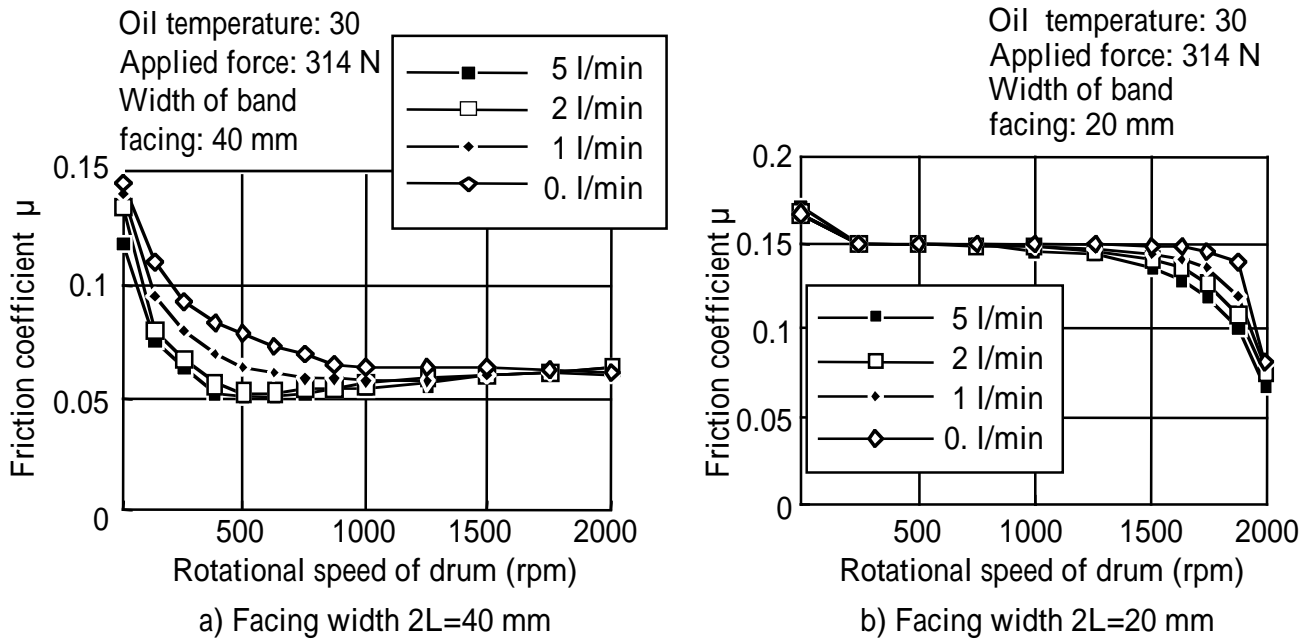 Oil temperature: 30
Applied force: 314 N
Width of band
facing: 40 mm
5 l/min
2 l/min
1 l/min
0. l/min
0.15
0.1
0.05
0
Friction coefficient μ
500 1000 1500 2000
Rotational speed of drum (rpm)
a) Facing width 2L=40 mm
Oil temperature: 30
Applied force: 314 N
Width of band
facing: 20 mm
0.2
0.15
0.1
0.05
0
Friction coefficient μ
5 l/min
2 l/min
1 l/min
0. l/min
500 1000 1500 2000
Rotational speed of drum (rpm)
b) Facing width 2L=20 mm